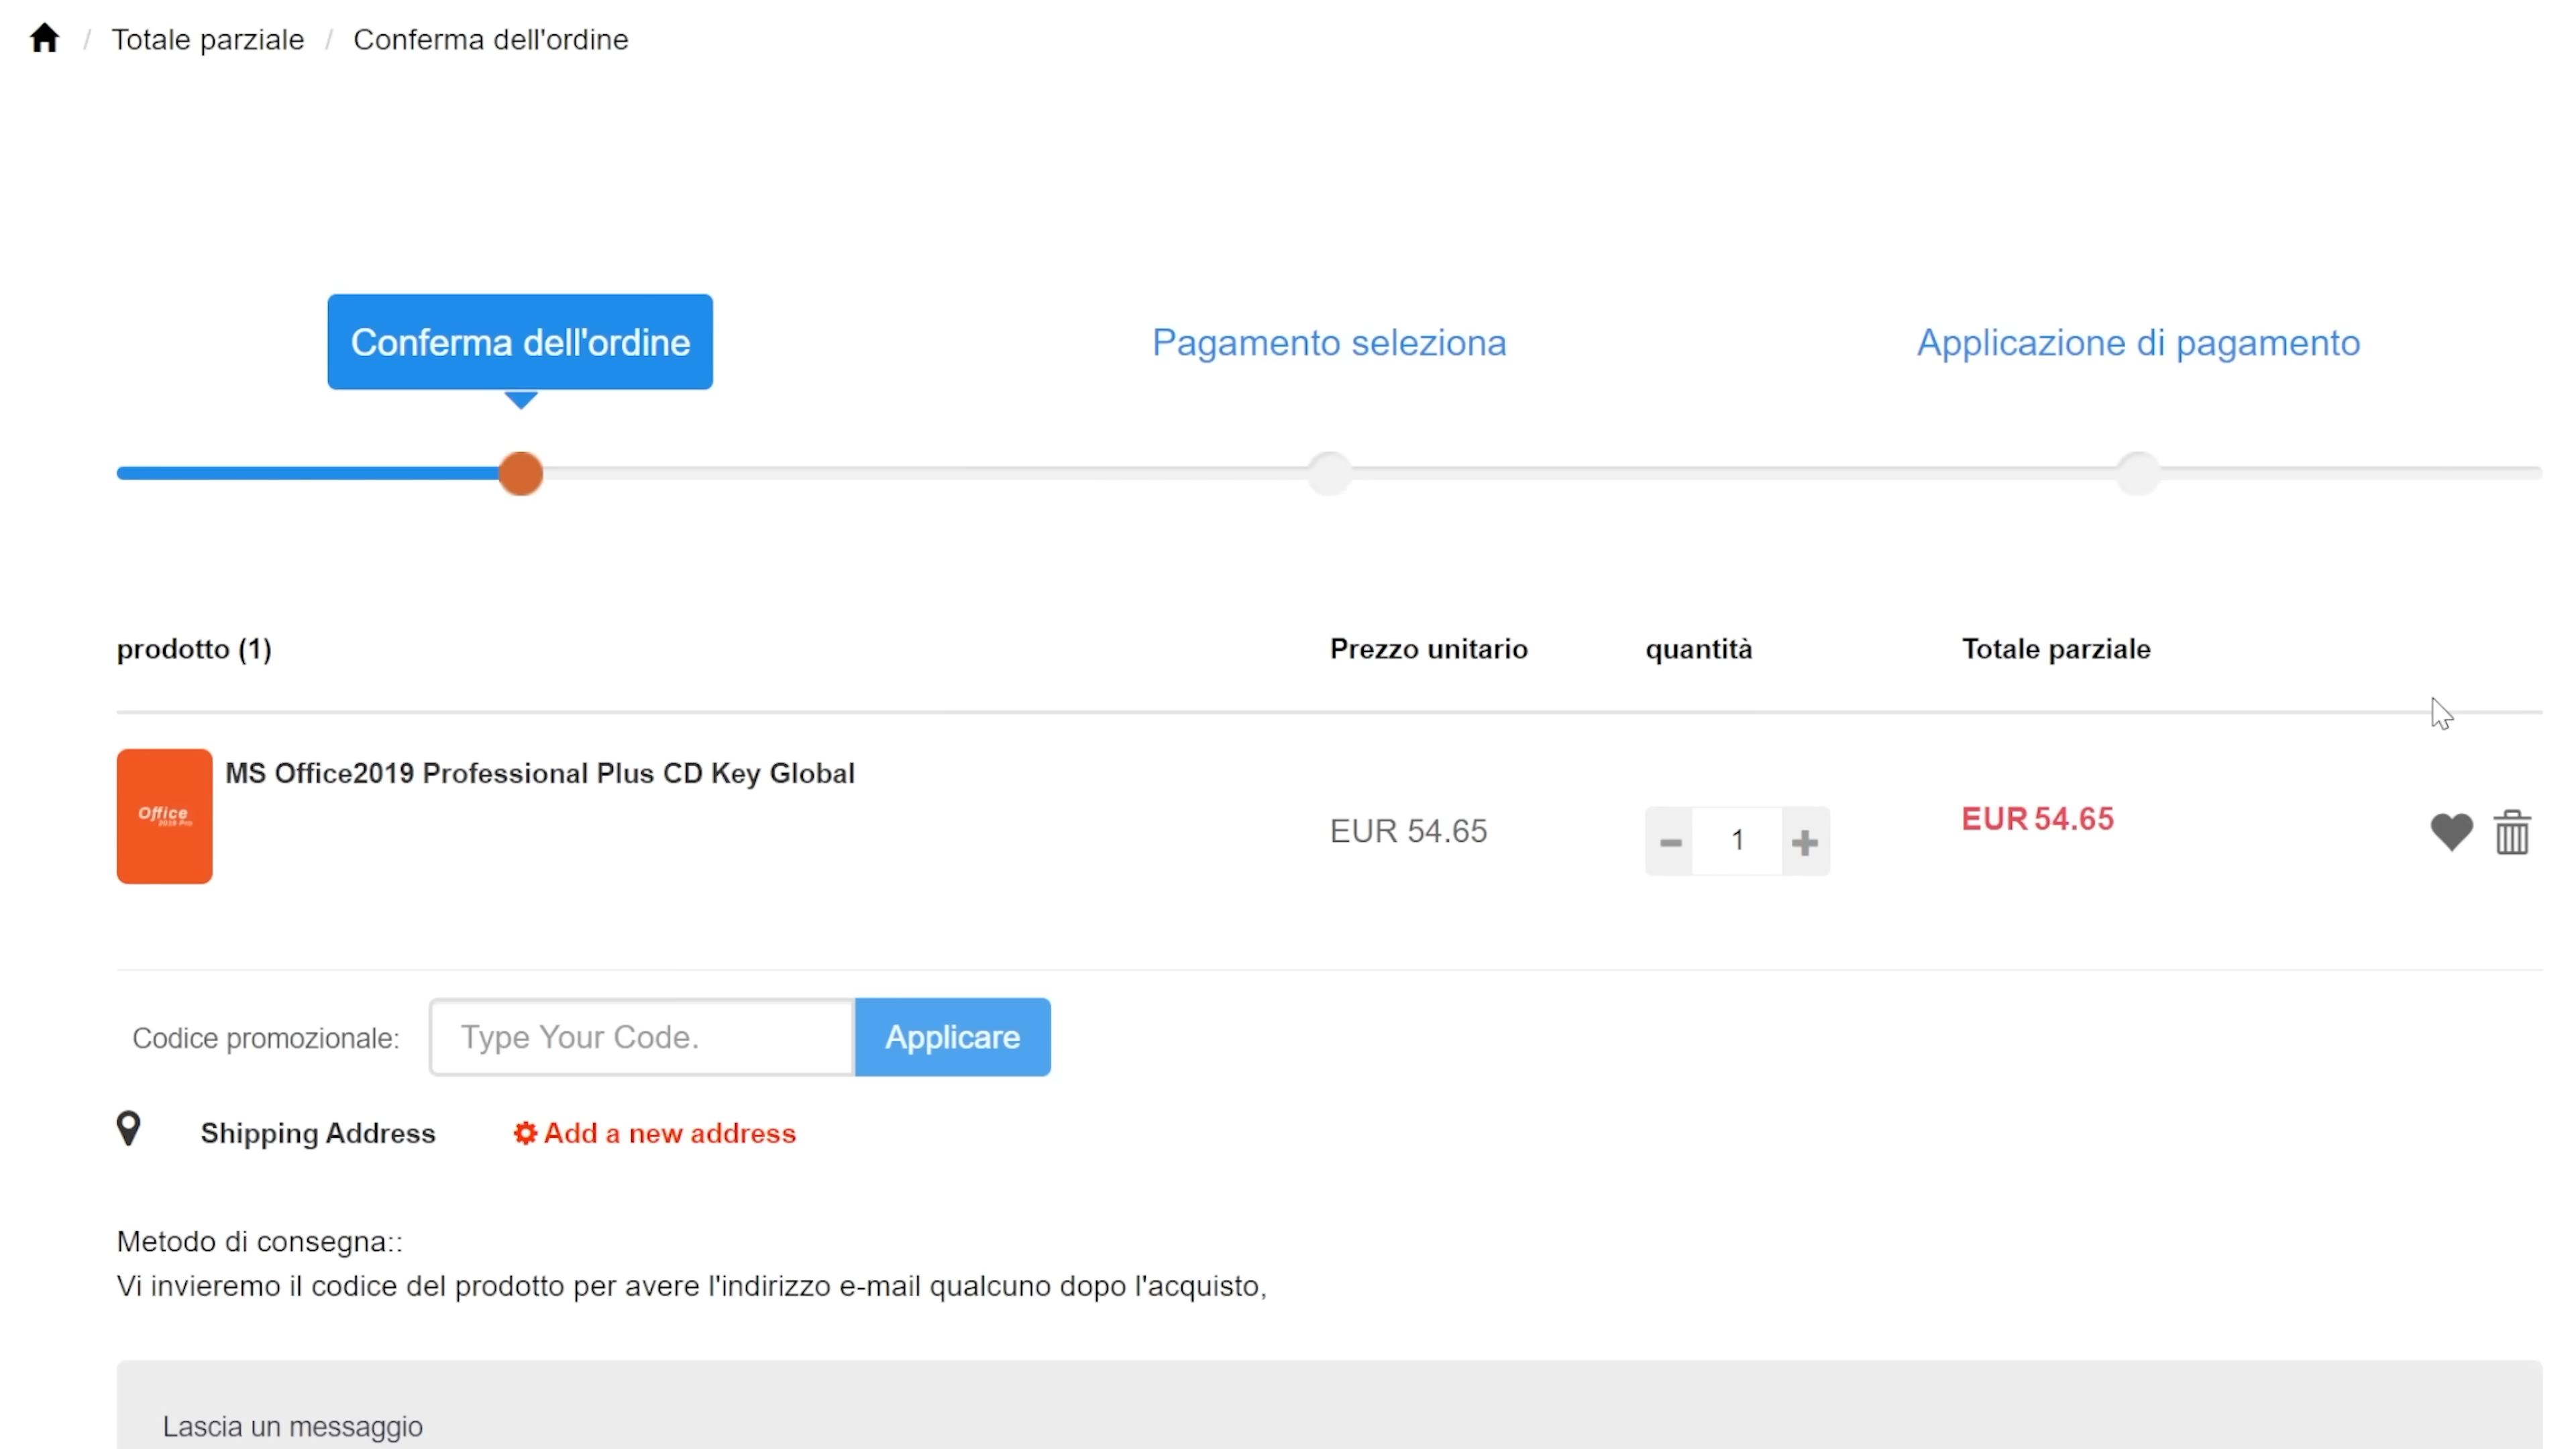 / Totale parziale / Conferma dell'ordine
Conferma dell'ordine
Pagamento seleziona
Applicazione di pagamento
prodotto (1)
Prezzo unitario
quantità
Totale parziale
MS Office2019 Professional Plus CD Key Global
Office
2019 Pro
EUR 54.65
1
EUR 54.65
Codice promozionale:
Type Your Code.
Applicare
Shipping Address
Add a new address
Metodo di consegna::
Vi invieremo il codice del prodotto per avere l'indirizzo e-mail qualcuno dopo l'acquisto,
Lascia un messaggio